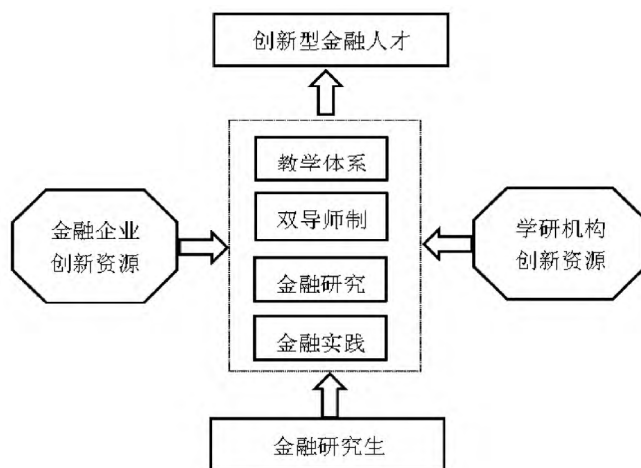 创新型金融人才
教学体系
双导师制
金融企业
创新资源
学研机构
创新资源
金融研究
金融实践
金融研究生